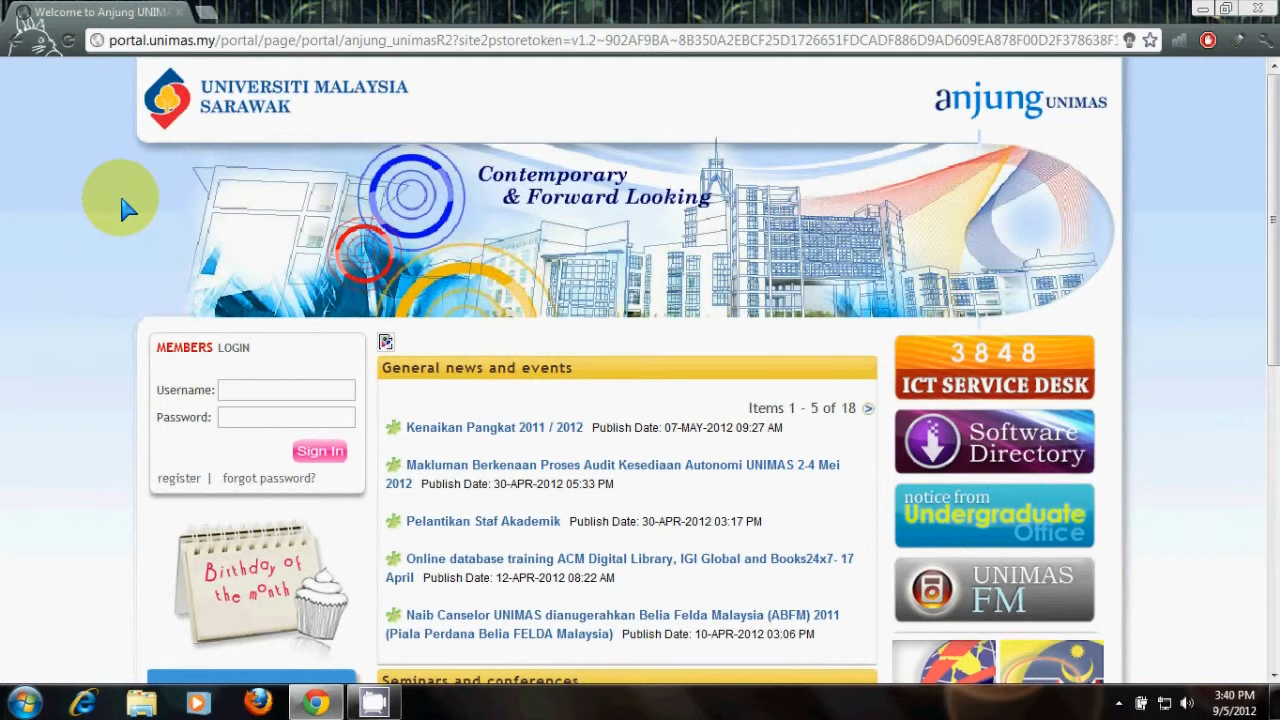 Welcome to Anjung UNIMA
portal.unimas.my/portal/page/portal/anjung_unimasR2?site2pstoretoken=v1.2~902AF9BA~8B350A2EBCF25D1726651FDCADF886D9AD609EA878F00D2F378638F1
UNIVERSITI MALAYSIA
SARAWAK
anjung UNIMAS
Contemporary
& Forward Looking
MEMBERS LOGIN
Username:
Password:
Sign In
register | forgot password?
Birthday of
the month
General news and events
Items 1 - 5 of 18
Kenaikan Pangkat 2011 / 2012 Publish Date: 07-MAY-2012 09:27 AM
Makluman Berkenaan Proses Audit Kesediaan Autonomi UNIMAS 2-4 Mei
2012 Publish Date: 30-APR-2012 05:33 PM
Pelantikan Staf Akademik Publish Date: 30-APR-2012 03:17 PM
Online database training ACM Digital Library, IGI Global and Books24x7- 17
April Publish Date: 12-APR-2012 08:22 AM
Naib Canselor UNIMAS dianugerahkan Belia Felda Malaysia (ABFM) 2011
(Piala Perdana Belia FELDA Malaysia) Publish Date: 10-APR-2012 03:06 PM
Seminars and conferences
3848
ICT SERVICE DESK
Software
Directory
notice from
Undergraduate
Office
UNIMAS
FM
3:40 PM
9/5/2012